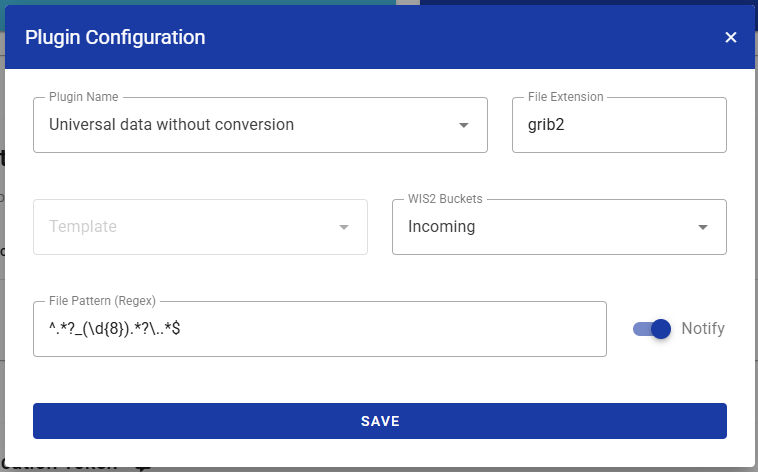 Plugin Configuration
Plugin Name
Universal data without conversion
File Extension
grib2
Template
WIS2 Buckets
Incoming
File Pattern (Regex)
^.*?_(\d{8}).*?\..*$
Notify
SAVE